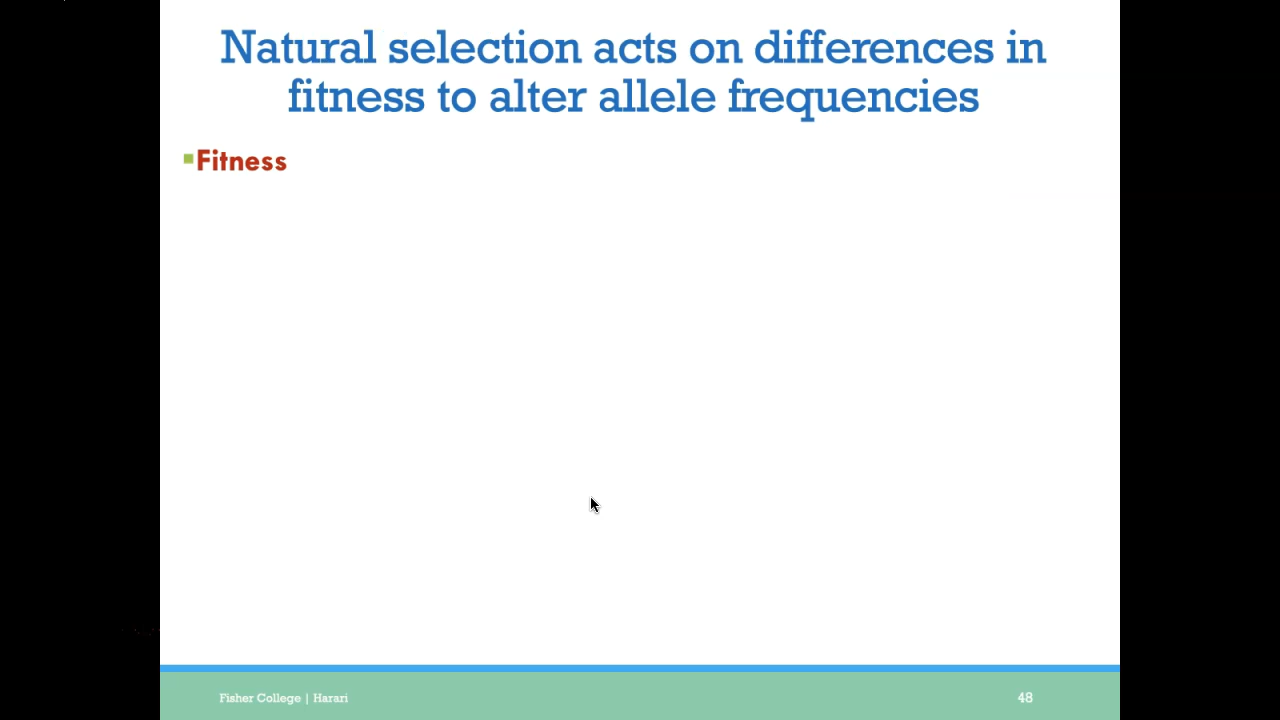 Natural selection acts on differences in
fitness to alter allele frequencies
Fitness
Fisher College | Harari
48